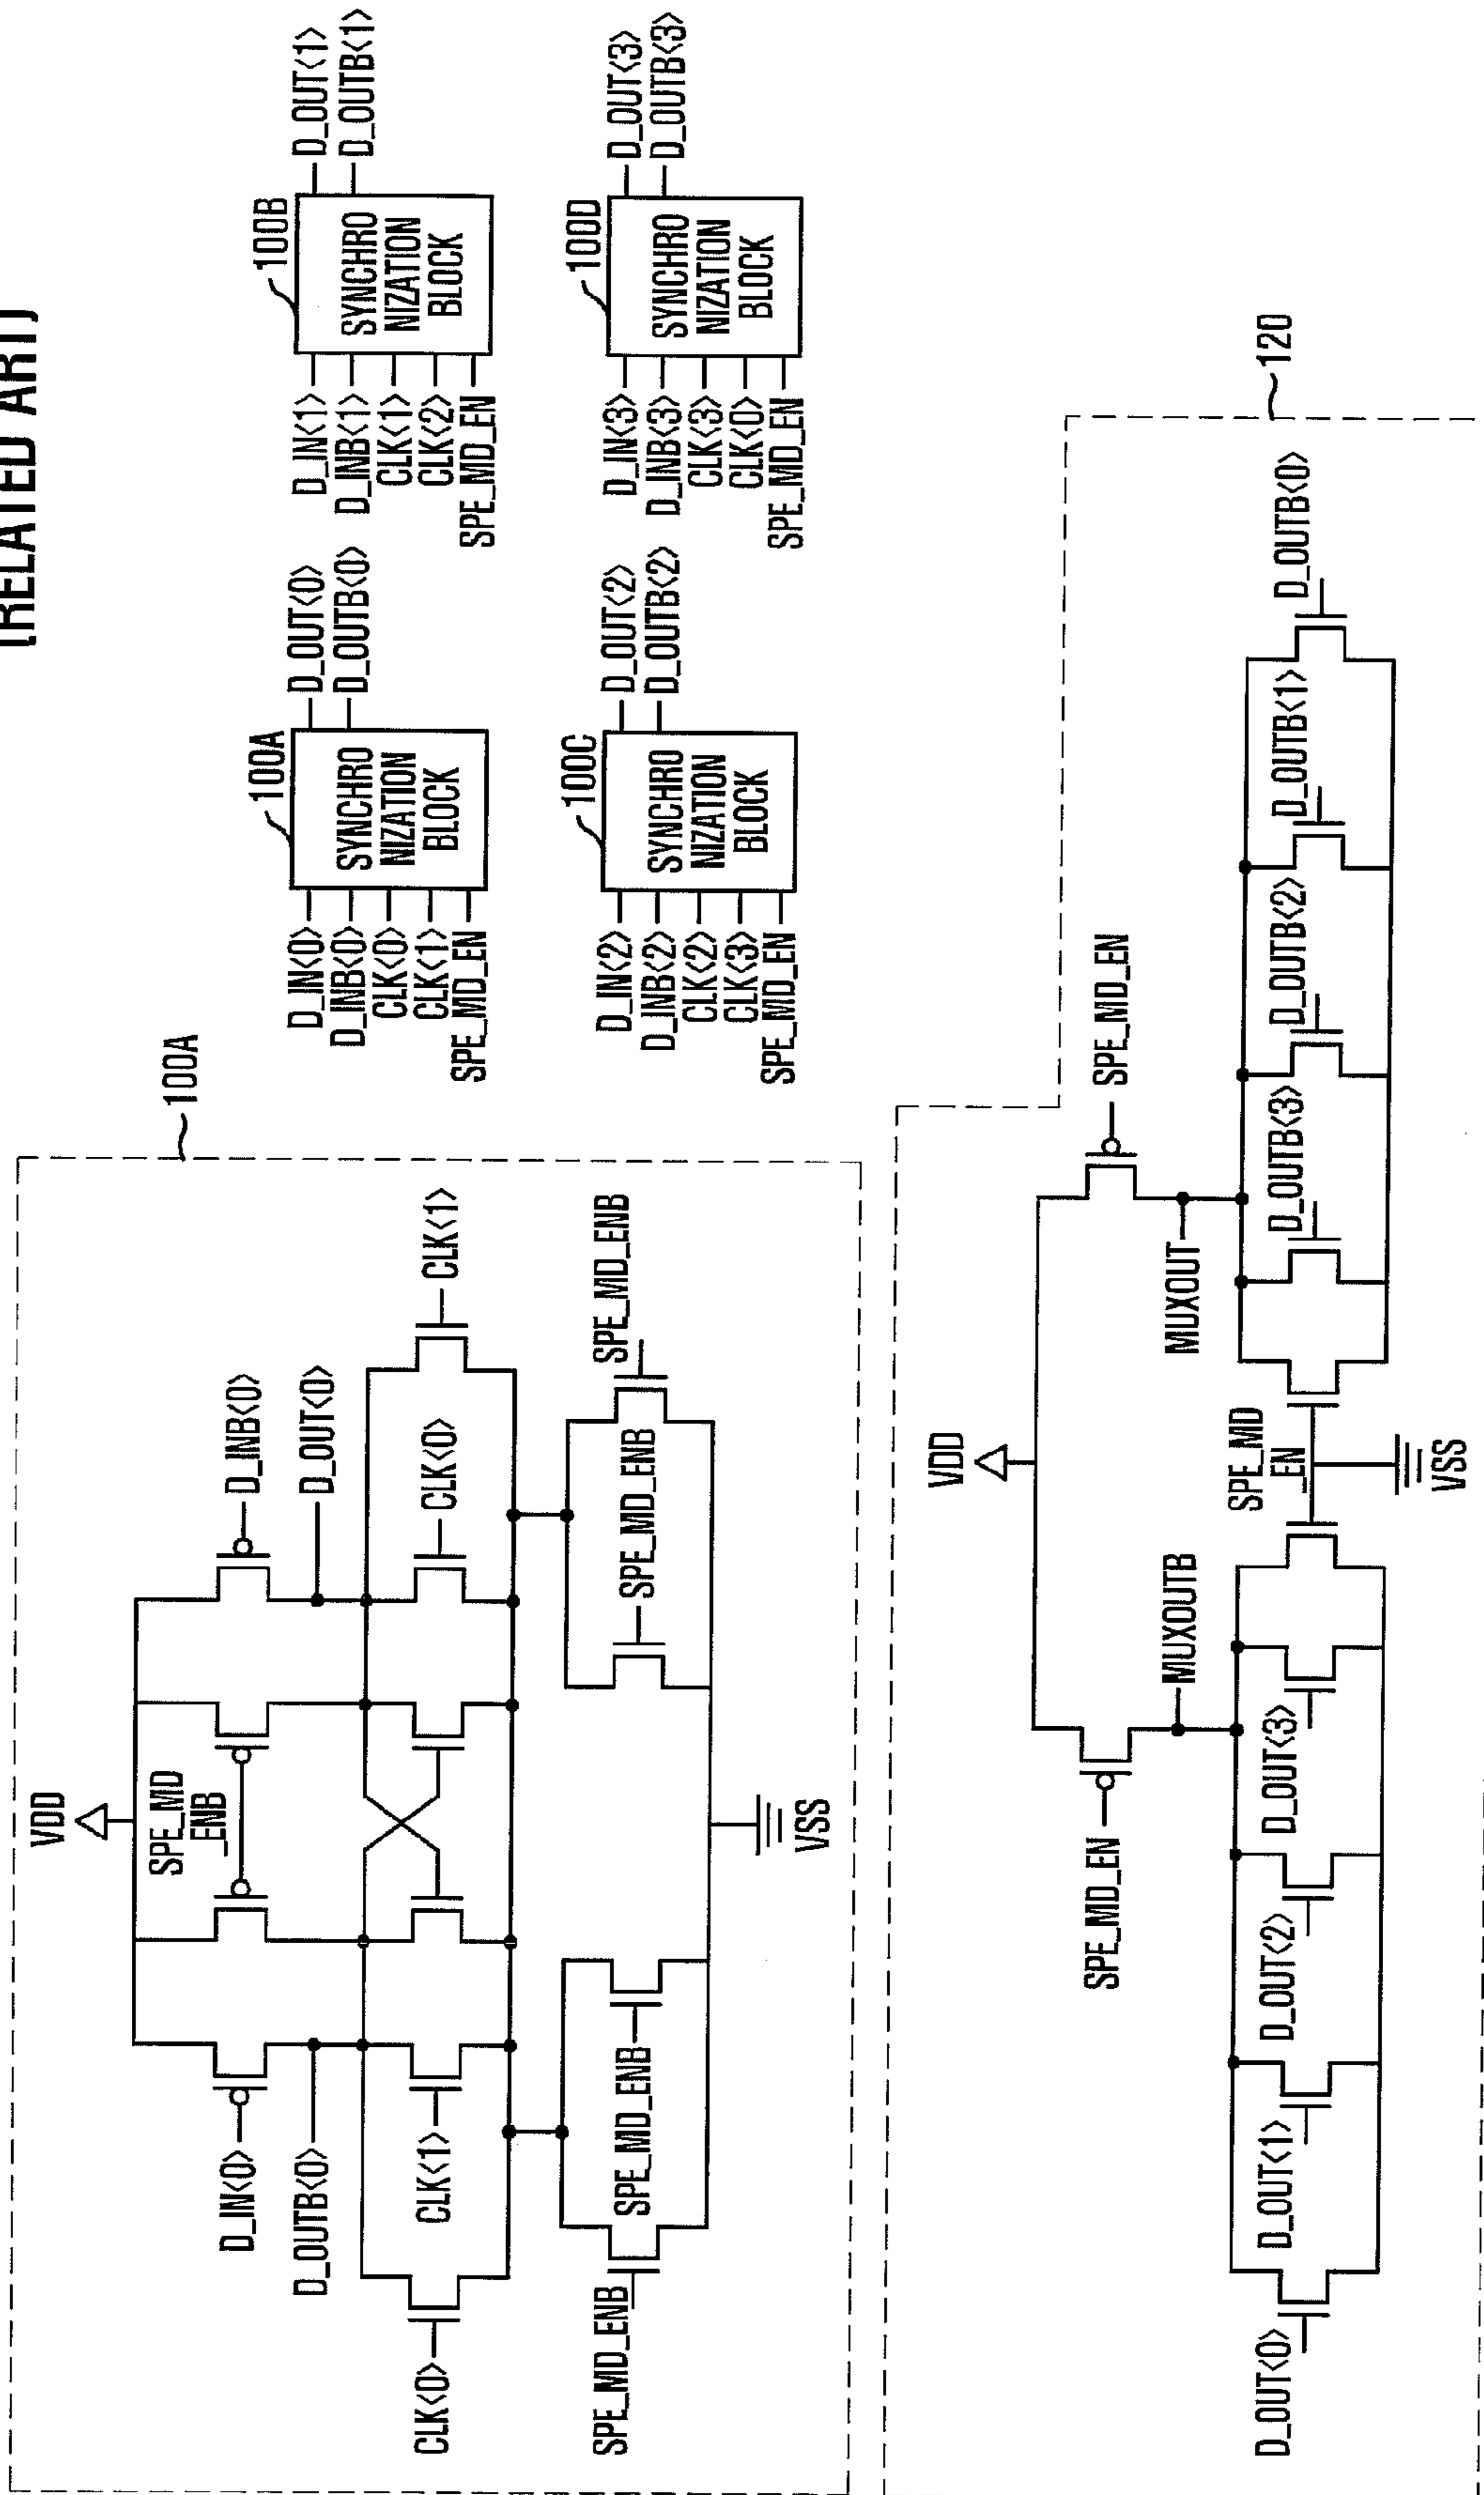 (RELATED ART)
100A
VDD
SPE_MD
_ENB
D_IN<0>
D_INB<0>
D_OUTB<0>
D_OUT<0>
CLK<0>
CLK<1>
CLK<0>
CLK<1>
SPE_MD_ENB
SPE_MD_ENB
SPE_MD_ENB
SPE_MD_ENB
VSS
100A
D_IN<0>
D_INB<0>
CLK<0>
CLK<1>
SPE_MD_EN
SYNCHRO
NIZATION
BLOCK
D_OUT<0>
D_OUTB<0>
100B
D_IN<1>
D_INB<1>
CLK<1>
CLK<2>
SPE_MD_EN
SYNCHRO
NIZATION
BLOCK
D_OUT<1>
D_OUTB<1>
100C
D_IN<2>
D_INB<2>
CLK<2>
CLK<3>
SPE_MD_EN
SYNCHRO
NIZATION
BLOCK
D_OUT<2>
D_OUTB<2>
100D
D_IN<3>
D_INB<3>
CLK<3>
CLK<0>
SPE_MD_EN
SYNCHRO
NIZATION
BLOCK
D_OUT<3>
D_OUTB<3>
120
VDD
SPE_MD_EN
SPE_MD_EN
MUXOUTB
MUXOUT
D_OUT<0>
D_OUT<1>
D_OUT<2>
D_OUT<3>
SPE_MD
_EN
D_OUTB<3>
D_OUTB<2>
D_OUTB<1>
D_OUTB<0>
VSS